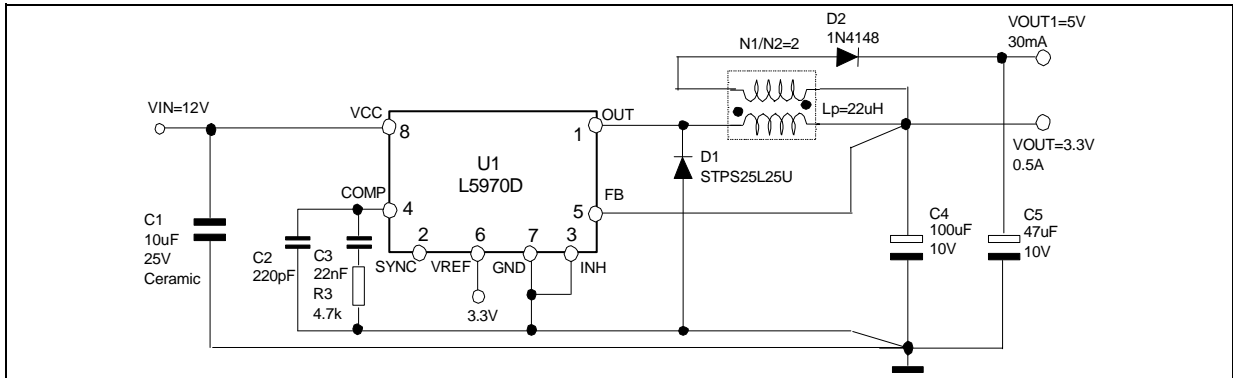 D2
1N4148
N1/N2=2
VOUT1=5V
30mA
VIN=12V
VCC
8
OUT
1
Lp=22uH
U1
L5970D
D1
STPS25L25U
VOUT=3.3V
0.5A
COMP
4
FB
5
2
6
7
3
SYNC
VREF
GND
INH
3.3V
C1
10uF
25V
Ceramic
C2
220pF
C3
22nF
R3
4.7k
C4
100uF
10V
C5
47uF
10V